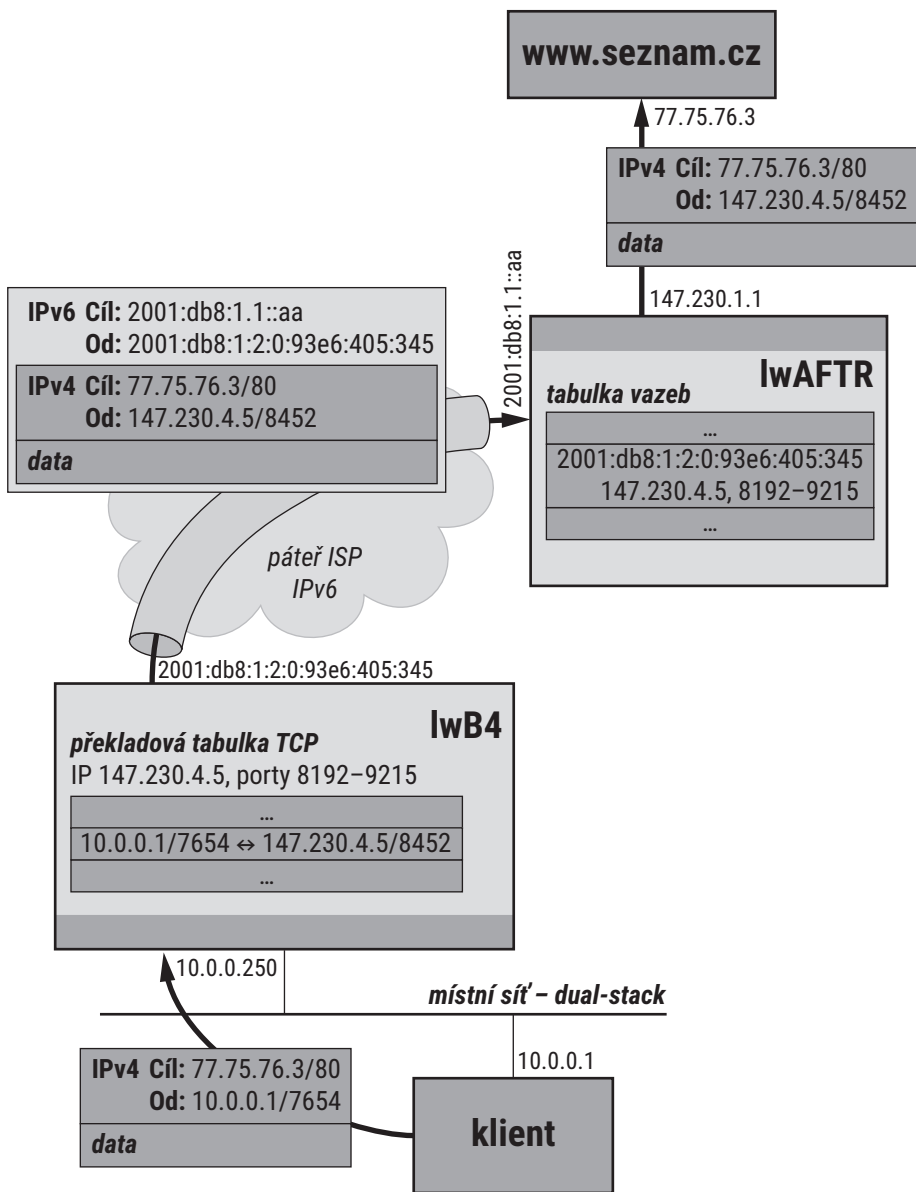 www.seznam.cz
77.75.76.3
IPv4 Cíl: 77.75.76.3/80
Od: 147.230.4.5/8452
data
147.230.1.1
2001:db8:1.1::aa
IPv6 Cíl: 2001:db8:1.1::aa
Od: 2001:db8:1:2:0:93e6:405:345
IPv4 Cíl: 77.75.76.3/80
Od: 147.230.4.5/8452
data
lwAFTR
tabulka vazeb
...
2001:db8:1:2:0:93e6:405:345
147.230.4.5, 8192–9215
...
páteř ISP
IPv6
2001:db8:1:2:0:93e6:405:345
lwB4
překladová tabulka TCP
IP 147.230.4.5, porty 8192–9215
...
10.0.0.1/7654 ↔ 147.230.4.5/8452
...
10.0.0.250
místní síť – dual-stack
IPv4 Cíl: 77.75.76.3/80
Od: 10.0.0.1/7654
data
10.0.0.1
klient